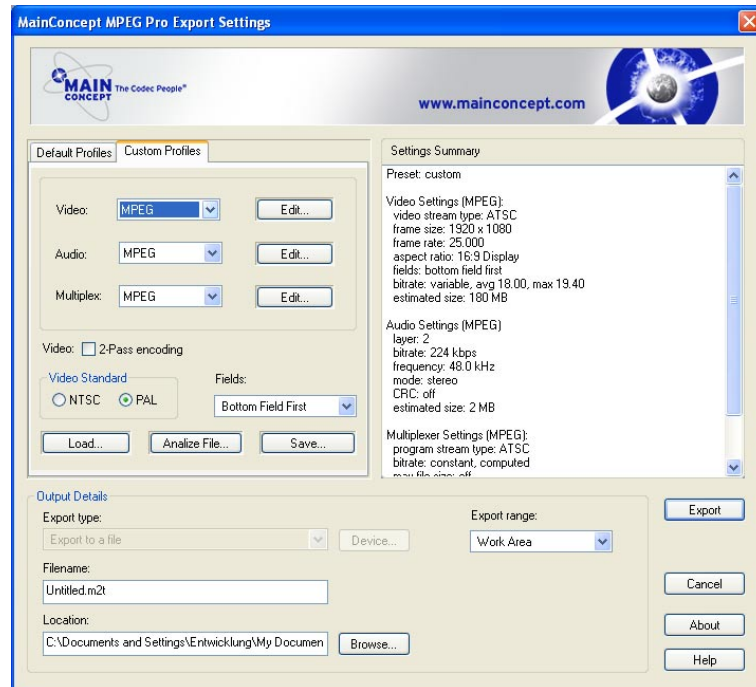 MainConcept MPEG Pro Export Settings
MAIN CONCEPT The Codec People®
www.mainconcept.com
Default Profiles
Custom Profiles
Video: MPEG Edit...
Audio: MPEG Edit...
Multiplex: MPEG Edit...
Video: 2-Pass encoding
Video Standard
NTSC PAL
Fields:
Bottom Field First
Load... Analize File... Save...
Settings Summary
Preset: custom
Video Settings (MPEG):
video stream type: ATSC
frame size: 1920 x 1080
frame rate: 25.000
aspect ratio: 16:9 Display
fields: bottom field first
bitrate: variable, avg 18.00, max 19.40
estimated size: 180 MB
Audio Settings (MPEG)
layer: 2
bitrate: 224 kbps
frequency: 48.0 kHz
mode: stereo
CRC: off
estimated size: 2 MB
Multiplexer Settings (MPEG):
program stream type: ATSC
bitrate: constant, computed
max file size: off
Output Details
Export type:
Export to a file Device...
Export range:
Work Area
Filename:
Untitled.m2t
Location:
C:\Documents and Settings\Entwicklung\My Documen Browse...
Export
Cancel
About
Help